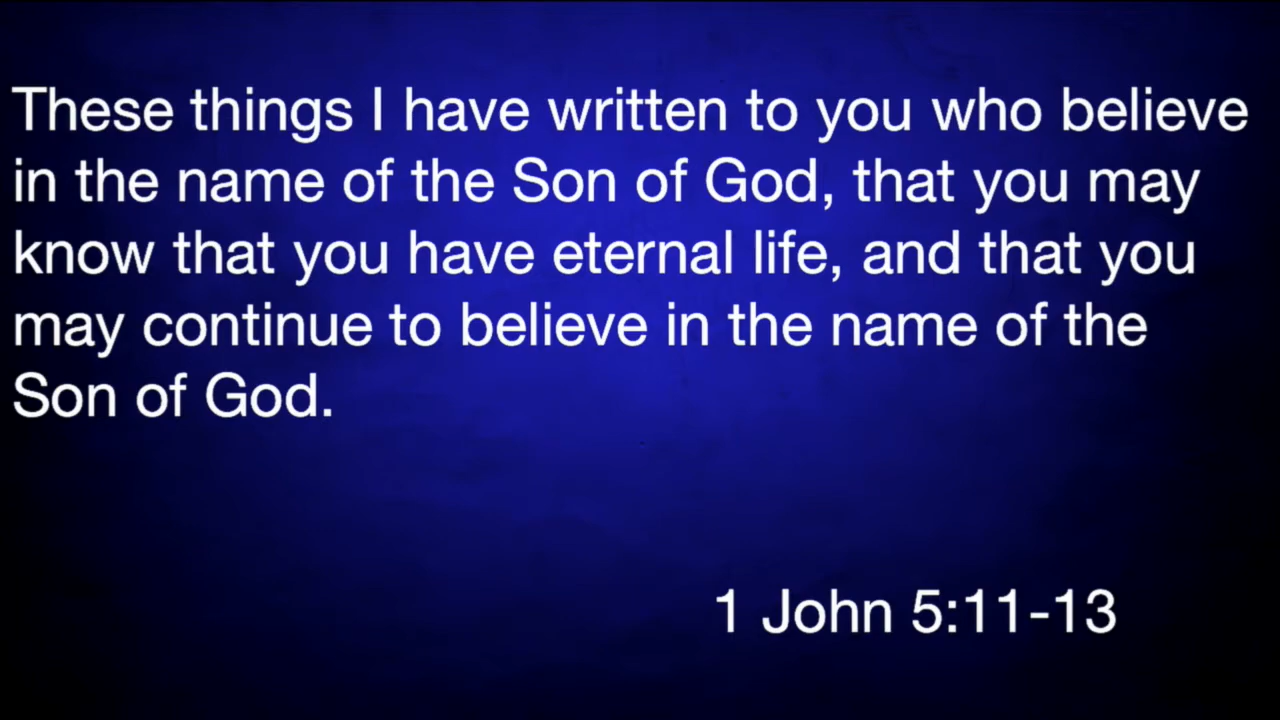 These things I have written to you who believe
in the name of the Son of God, that you may
know that you have eternal life, and that you
may continue to believe in the name of the
Son of God.
1 John 5:11-13